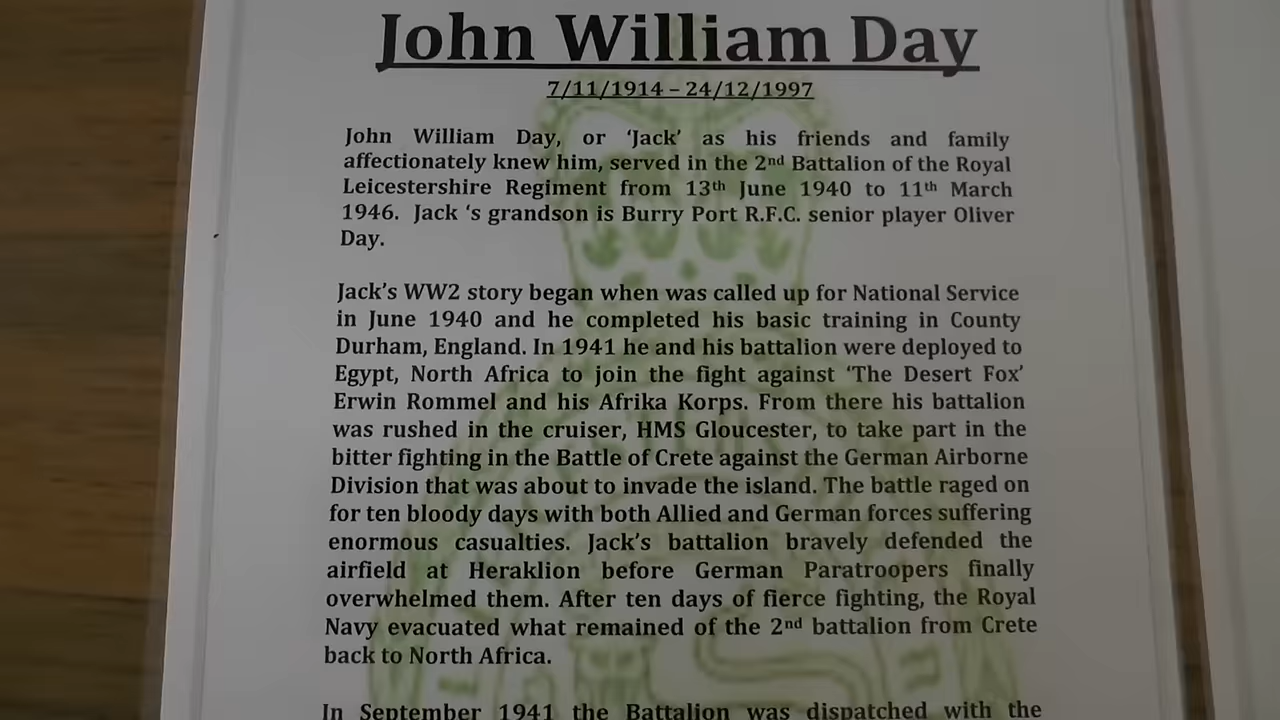 John William Day
7/11/1914 – 24/12/1997
John William Day, or ‘Jack’ as his friends and family
affectionately knew him, served in the 2nd Battalion of the Royal
Leicestershire Regiment from 13th June 1940 to 11th March
1946. Jack ‘s grandson is Burry Port R.F.C. senior player Oliver
Day.
Jack’s WW2 story began when was called up for National Service
in June 1940 and he completed his basic training in County
Durham, England. In 1941 he and his battalion were deployed to
Egypt, North Africa to join the fight against ‘The Desert Fox’
Erwin Rommel and his Afrika Korps. From there his battalion
was rushed in the cruiser, HMS Gloucester, to take part in the
bitter fighting in the Battle of Crete against the German Airborne
Division that was about to invade the island. The battle raged on
for ten bloody days with both Allied and German forces suffering
enormous casualties. Jack’s battalion bravely defended the
airfield at Heraklion before German Paratroopers finally
overwhelmed them. After ten days of fierce fighting, the Royal
Navy evacuated what remained of the 2nd battalion from Crete
back to North Africa.
In September 1941 the Battalion was dispatched with the